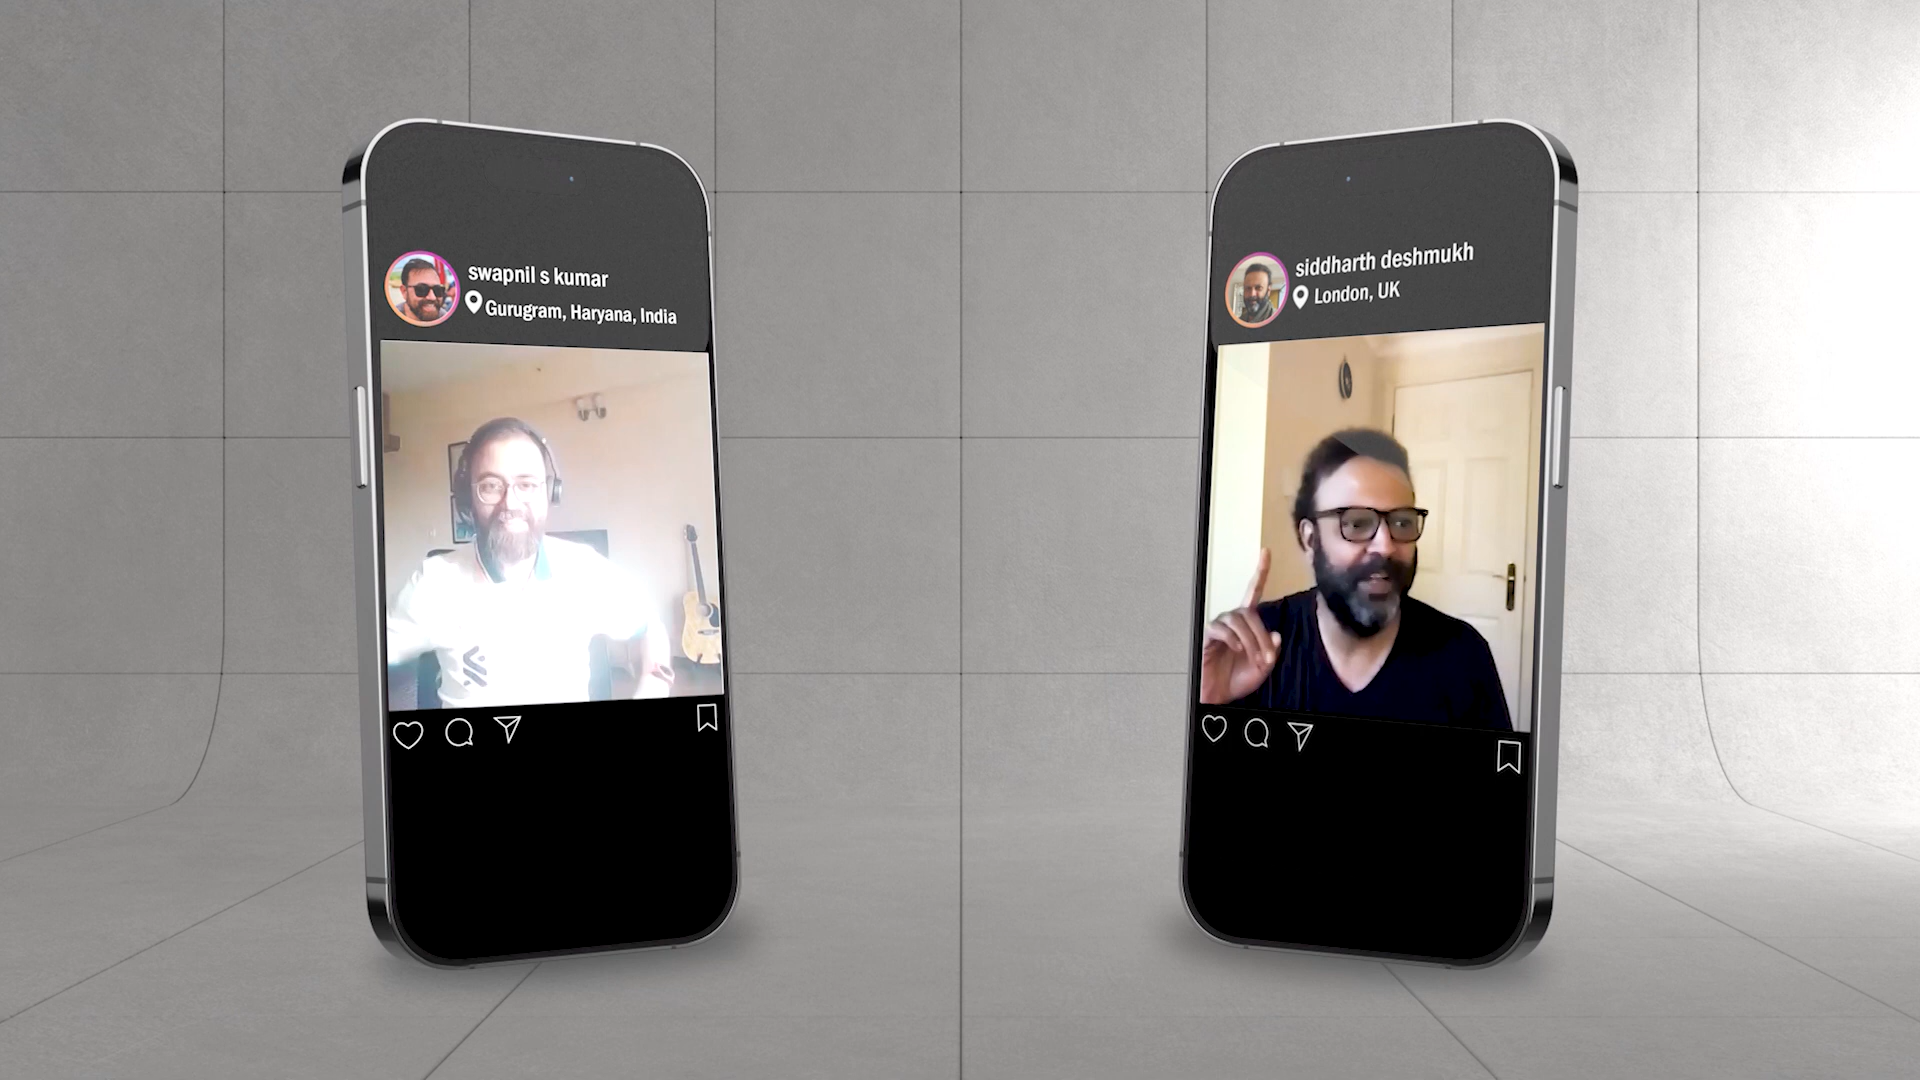 swapnil s kumar
Gurugram, Haryana, India
siddharth deshmukh
London, UK